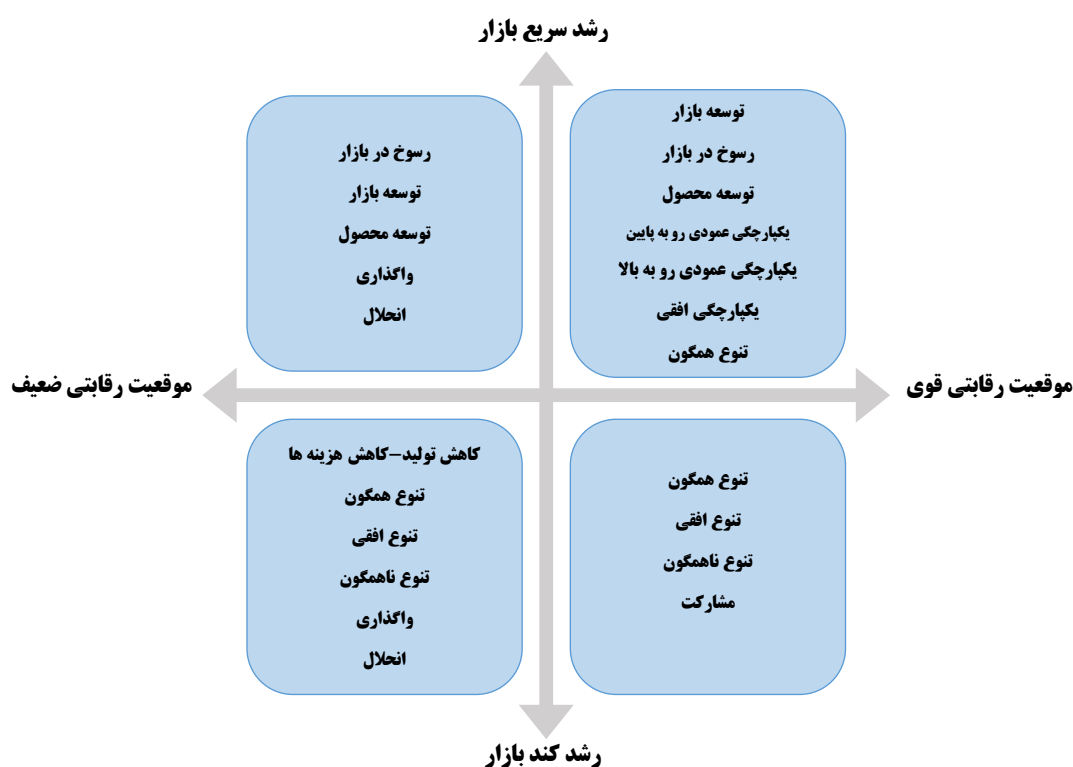 رشد سریع بازار
توسعه بازار
رسوخ در بازار
توسعه محصول
یکپارچگی عمودی رو به پایین
یکپارچگی عمودی رو به بالا
یکپارچگی افقی
تنوع همگون
رسوخ در بازار
توسعه بازار
توسعه محصول
واگذاری
انحلال
موقعیت رقابتی قوی
موقعیت رقابتی ضعیف
تنوع همگون
تنوع افقی
تنوع ناهمگون
مشارکت
کاهش تولید–کاهش هزینه ها
تنوع همگون
تنوع افقی
تنوع ناهمگون
واگذاری
انحلال
رشد کند بازار